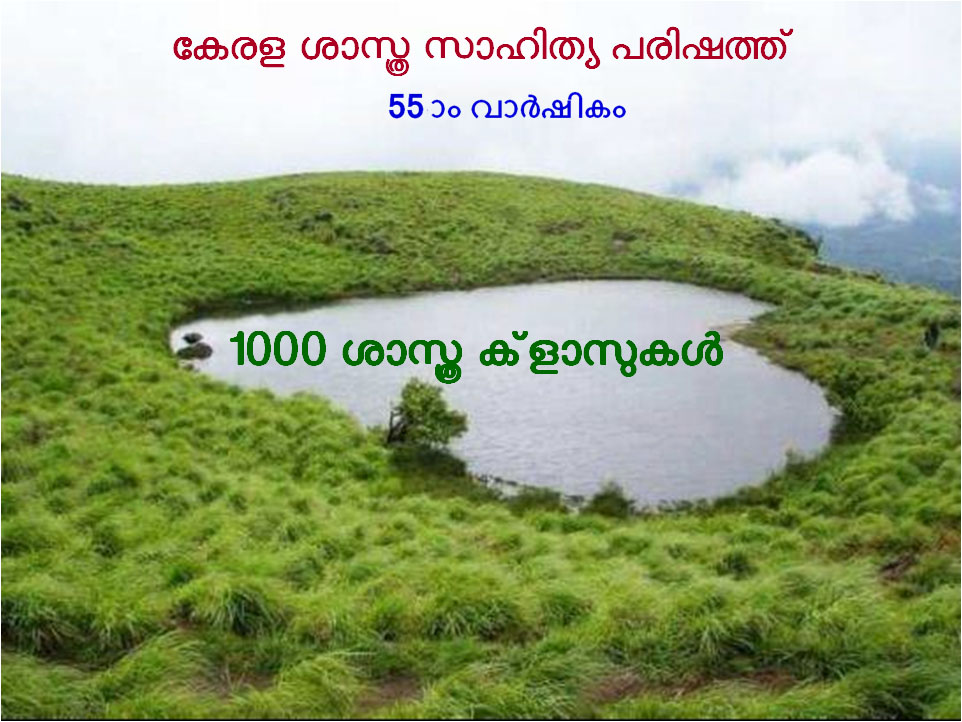 കേരള ശാസ്ത്ര സാഹിത്യ പരിഷത്ത്
55ാം വാർഷികം
1000 ശാസ്ത്ര ക്ളാസുകൾ